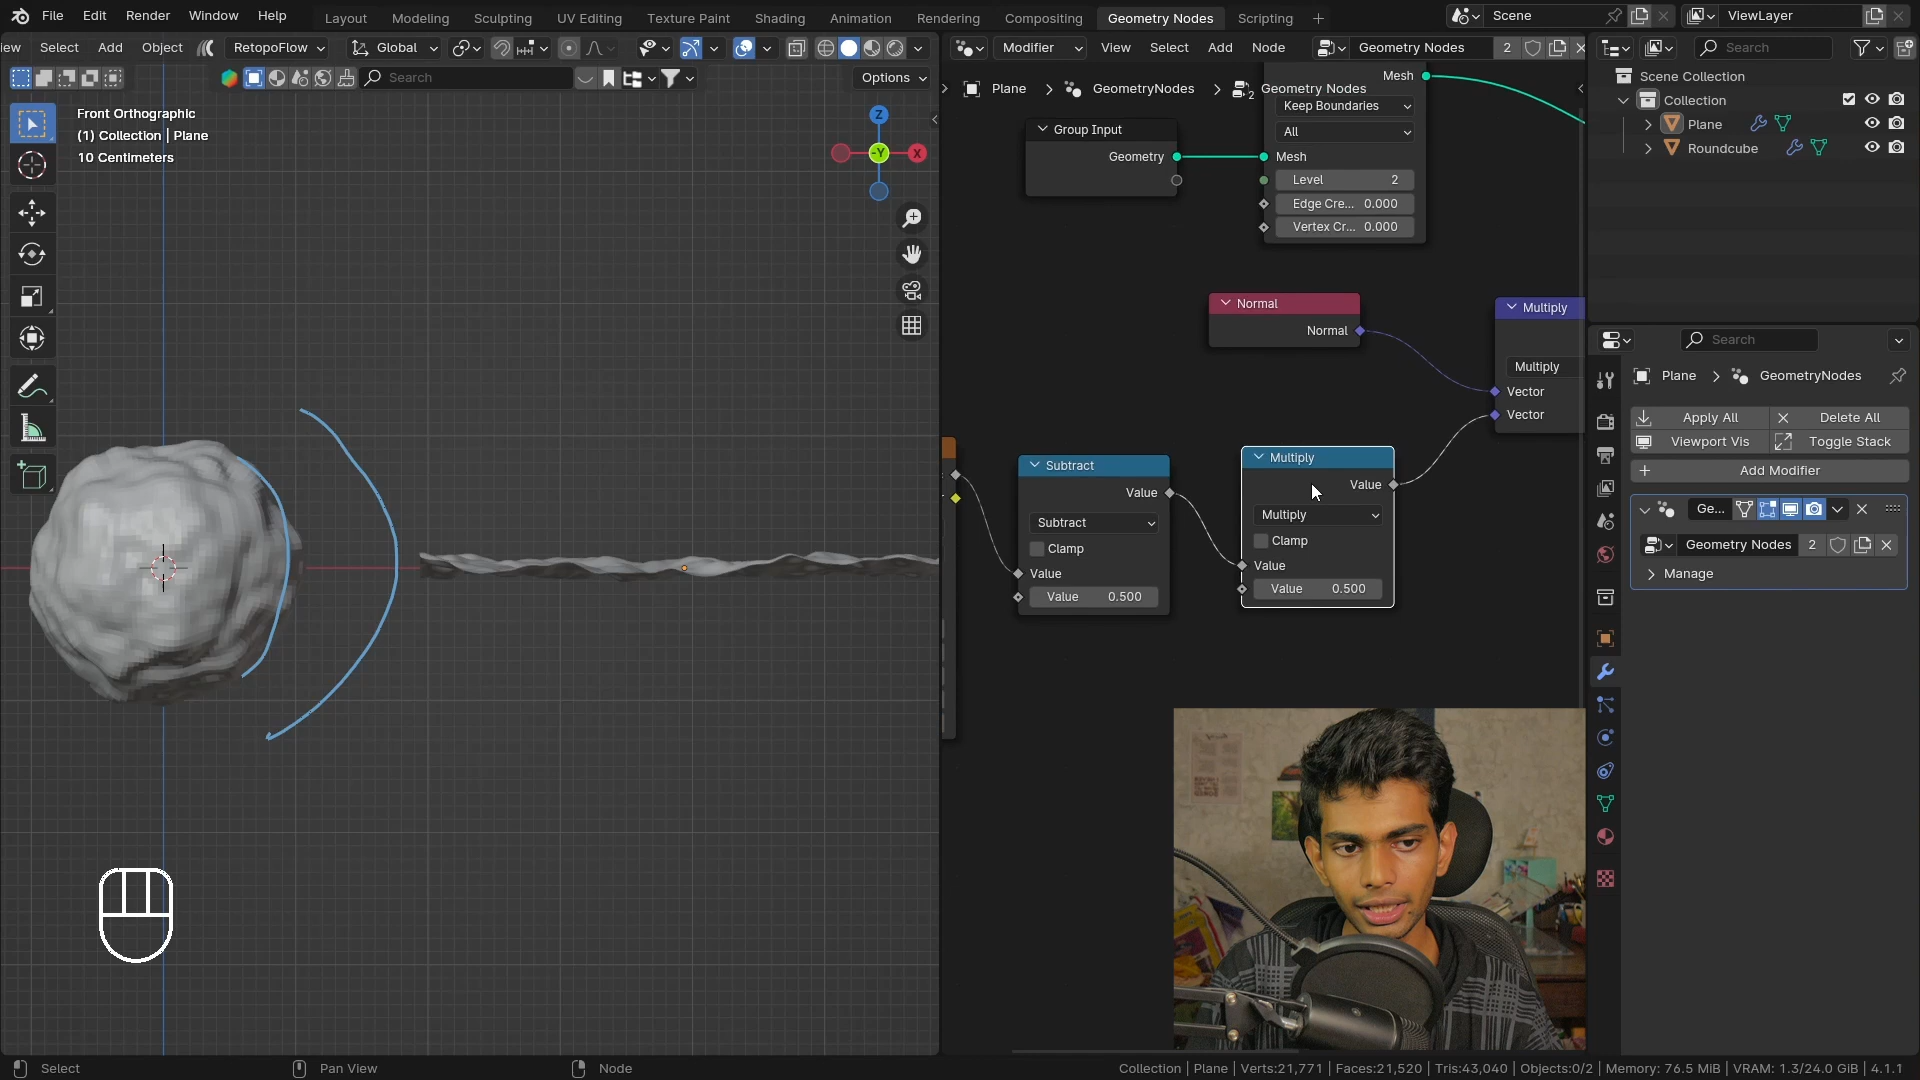 File Edit Render Window Help Layout Modeling Sculpting UV Editing Texture Paint Shading Animation Rendering Compositing Geometry Nodes Scripting Scene ViewLayer
iew Select Add Object RetopoFlow Global Modifier View Select Add Node Geometry Nodes 2 Search
Search Options
Scene Collection
Collection
Plane
Roundcube
Front Orthographic
(1) Collection | Plane
10 Centimeters
Z
-Y
X
Plane GeometryNodes 2 Geometry Nodes
Mesh
Keep Boundaries
All
Mesh
Level 2
Edge Cre... 0.000
Vertex Cr... 0.000
Group Input
Geometry
Normal
Normal
Multiply
Multiply
Vector
Vector
Subtract
Value
Subtract
Clamp
Value
Value 0.500
Multiply
Value
Multiply
Clamp
Value
Value 0.500
Search
Plane GeometryNodes
Apply All Delete All
Viewport Vis Toggle Stack
Add Modifier
Ge...
Geometry Nodes 2
Manage
Select Pan View Node Collection | Plane | Verts:21,771 | Faces:21,520 | Tris:43,040 | Objects:0/2 | Memory: 76.5 MiB | VRAM: 1.3/24.0 GiB | 4.1.1